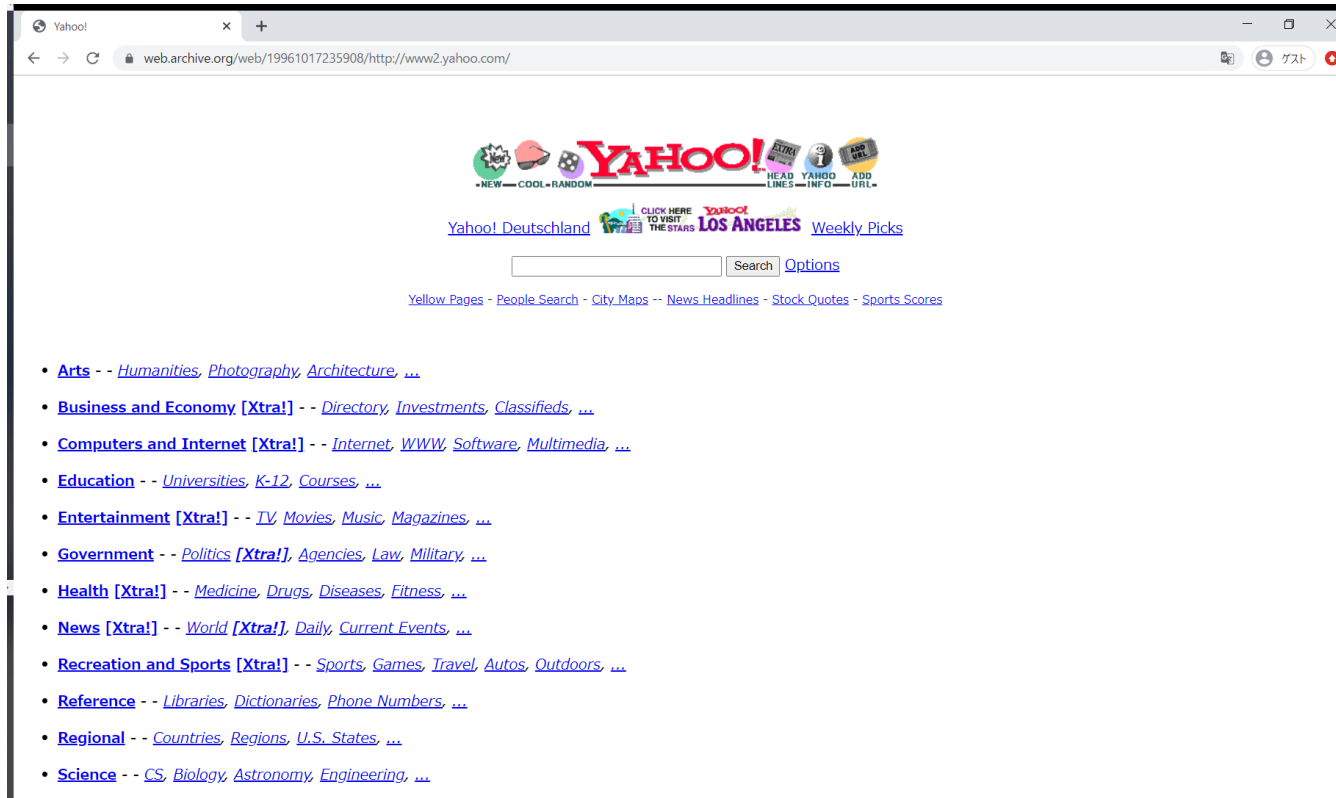 Yahoo!
web.archive.org/web/19961017235908/http://www2.yahoo.com/
ゲスト
New EXTRA i ADD URL
YAHOO!
NEW COOL RANDOM HEAD LINES YAHOO INFO ADD URL
Yahoo! Deutschland CLICK HERE TO VISIT THE STARS YAHOO! LOS ANGELES Weekly Picks
Search Options
Yellow Pages - People Search - City Maps -- News Headlines - Stock Quotes - Sports Scores
• Arts - - Humanities, Photography, Architecture, ...
• Business and Economy [Xtra!] - - Directory, Investments, Classifieds, ...
• Computers and Internet [Xtra!] - - Internet, WWW, Software, Multimedia, ...
• Education - - Universities, K-12, Courses, ...
• Entertainment [Xtra!] - - TV, Movies, Music, Magazines, ...
• Government - - Politics [Xtra!], Agencies, Law, Military, ...
• Health [Xtra!] - - Medicine, Drugs, Diseases, Fitness, ...
• News [Xtra!] - - World [Xtra!], Daily, Current Events, ...
• Recreation and Sports [Xtra!] - - Sports, Games, Travel, Autos, Outdoors, ...
• Reference - - Libraries, Dictionaries, Phone Numbers, ...
• Regional - - Countries, Regions, U.S. States, ...
• Science - - CS, Biology, Astronomy, Engineering, ...